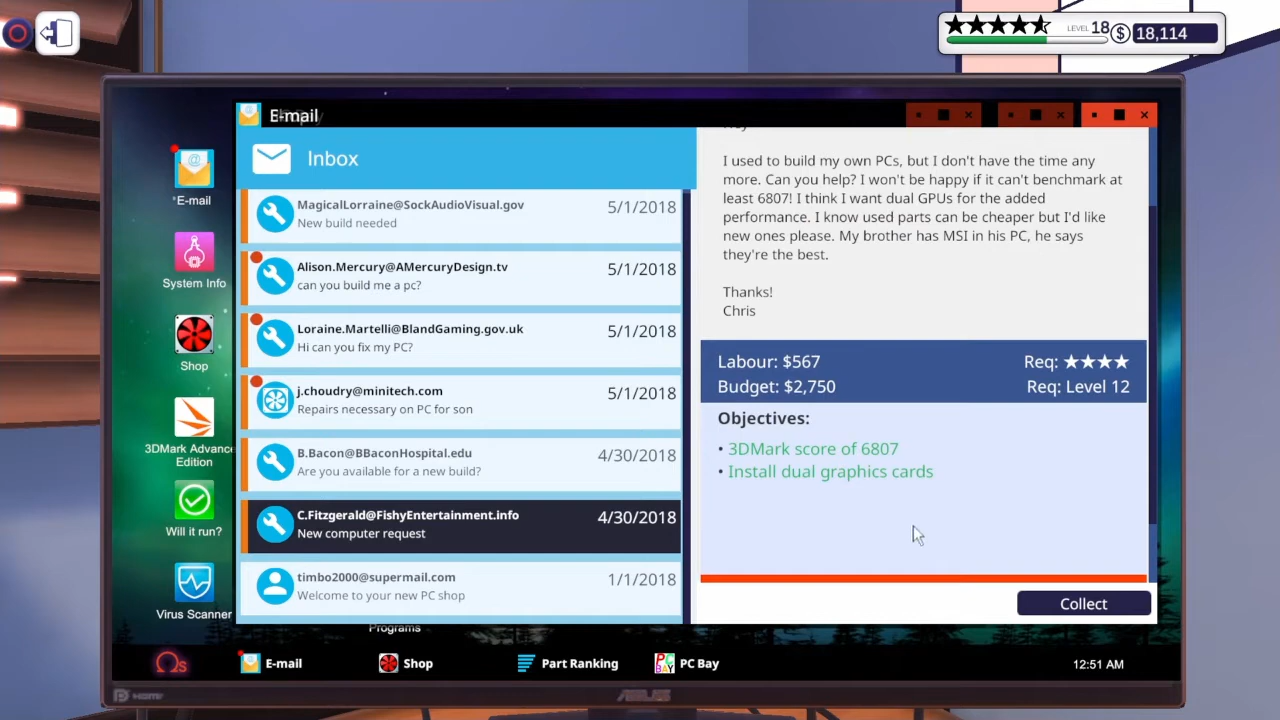 LEVEL 18 $ 18,114
E-mail
Inbox
MagicalLorraine@SockAudioVisual.gov 5/1/2018
New build needed
Alison.Mercury@AMercuryDesign.tv 5/1/2018
can you build me a pc?
Loraine.Martelli@BlandGaming.gov.uk 5/1/2018
Hi can you fix my PC?
j.choudry@minitech.com 5/1/2018
Repairs necessary on PC for son
B.Bacon@BBaconHospital.edu 4/30/2018
Are you available for a new build?
C.Fitzgerald@FishyEntertainment.info 4/30/2018
New computer request
timbo2000@supermail.com 1/1/2018
Welcome to your new PC shop
I used to build my own PCs, but I don't have the time any
more. Can you help? I won't be happy if it can't benchmark at
least 6807! I think I want dual GPUs for the added
performance. I know used parts can be cheaper but I'd like
new ones please. My brother has MSI in his PC, he says
they're the best.
Thanks!
Chris
Labour: $567 Req: ★★★★
Budget: $2,750 Req: Level 12
Objectives:
• 3DMark score of 6807
• Install dual graphics cards
Collect
E-mail
System Info
Shop
3DMark Advance
Edition
Will it run?
Virus Scanner
Programs
Ωs E-mail Shop Part Ranking PC BAY PC Bay 12:51 AM
HDMI ASUS